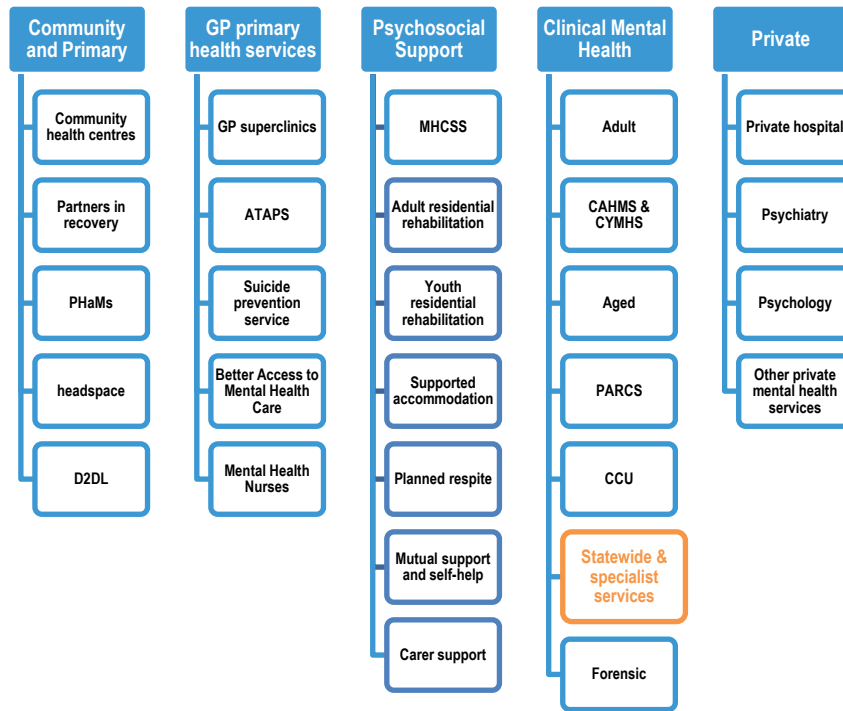 Community
and Primary
Community
health centres
Partners in
recovery
PHaMs
headspace
D2DL
GP primary
health services
GP superclinics
ATAPS
Suicide
prevention
service
Better Access to
Mental Health
Care
Mental Health
Nurses
Psychosocial
Support
MHCSS
Adult residential
rehabilitation
Youth
residential
rehabilitation
Supported
accommodation
Planned respite
Mutual support
and self-help
Carer support
Clinical Mental
Health
Adult
CAHMS &
CYMHS
Aged
PARCS
CCU
Statewide &
specialist
services
Forensic
Private
Private hospital
Psychiatry
Psychology
Other private
mental health
services